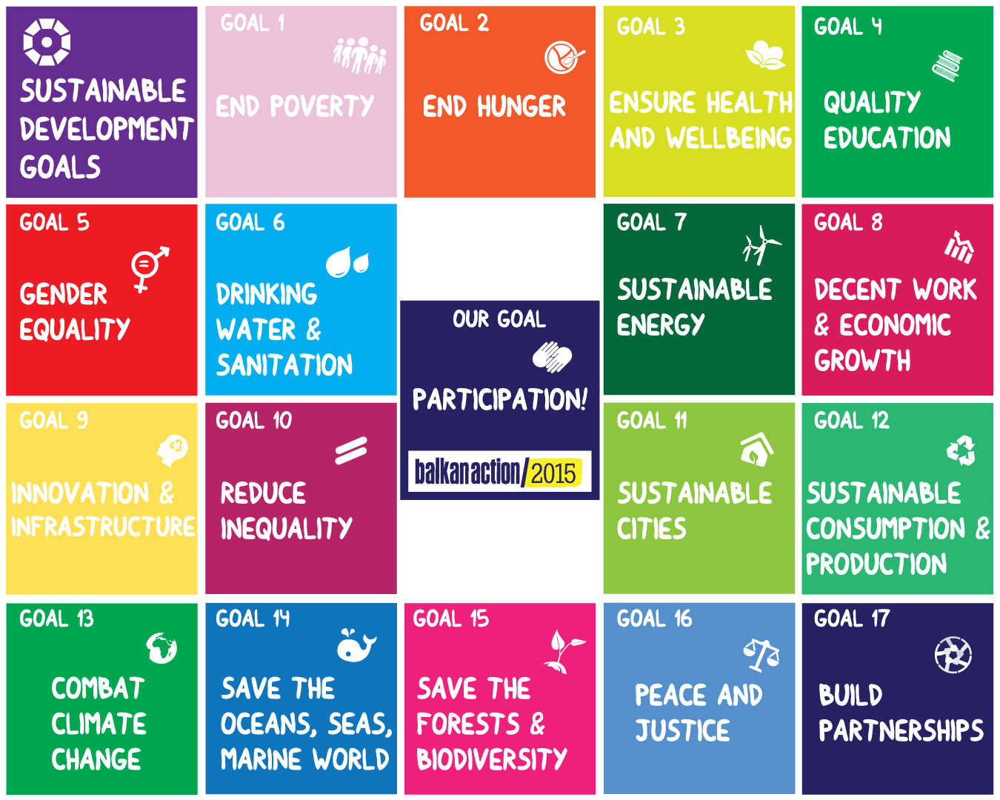 SUSTAINABLE
DEVELOPMENT
GOALS
GOAL 1
END POVERTY
GOAL 2
END HUNGER
GOAL 3
ENSURE HEALTH
AND WELLBEING
GOAL 4
QUALITY
EDUCATION
GOAL 5
GENDER
EQUALITY
GOAL 6
DRINKING
WATER &
SANITATION
OUR GOAL
PARTICIPATION!
balkanaction/2015
GOAL 7
SUSTAINABLE
ENERGY
GOAL 8
DECENT WORK
& ECONOMIC
GROWTH
GOAL 9
INNOVATION &
INFRASTRUCTURE
GOAL 10
REDUCE
INEQUALITY
GOAL 11
SUSTAINABLE
CITIES
GOAL 12
SUSTAINABLE
CONSUMPTION &
PRODUCTION
GOAL 13
COMBAT
CLIMATE
CHANGE
GOAL 14
SAVE THE
OCEANS, SEAS,
MARINE WORLD
GOAL 15
SAVE THE
FORESTS &
BIODIVERSITY
GOAL 16
PEACE AND
JUSTICE
GOAL 17
BUILD
PARTNERSHIPS